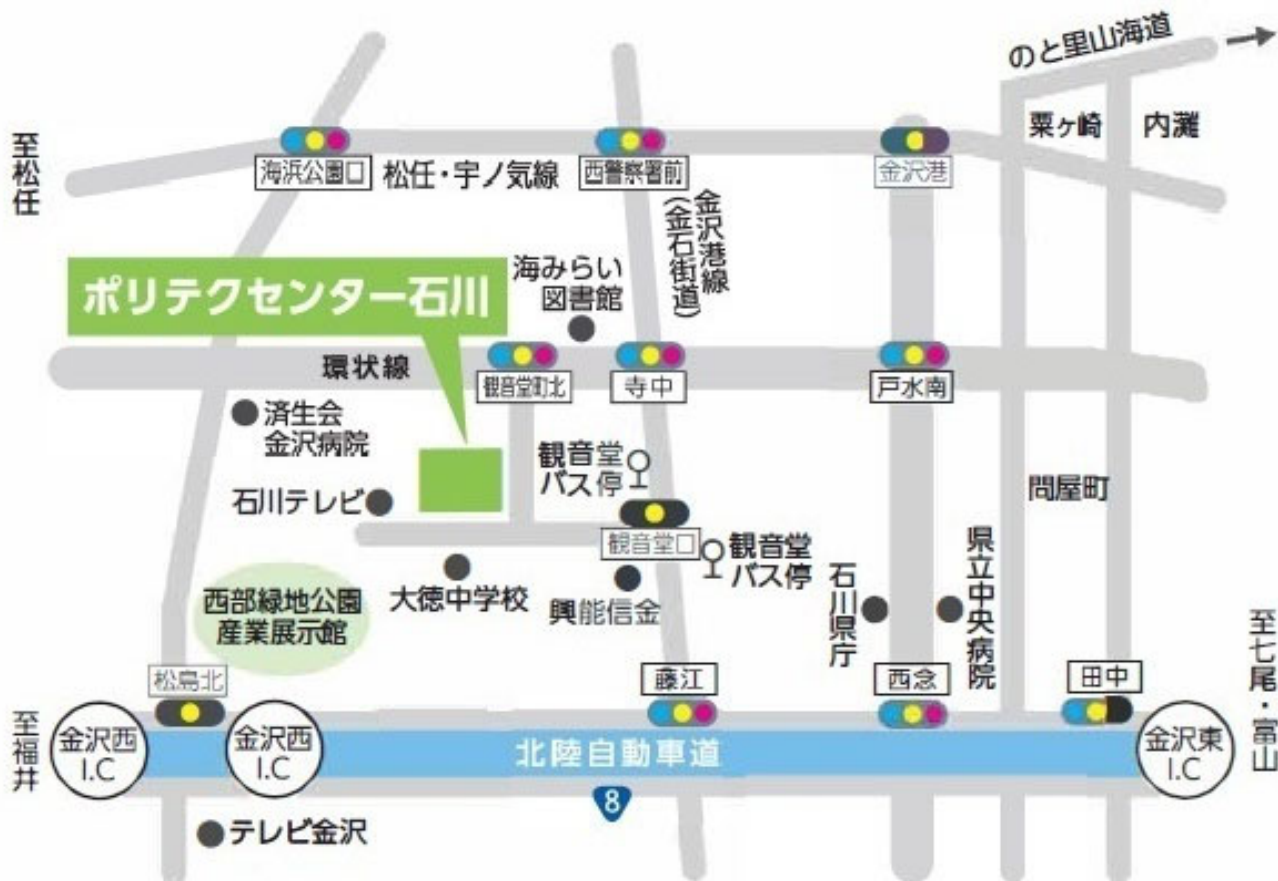 のと里山海道
粟ヶ崎
内灘
至松任
海浜公園口
松任・宇ノ気線
西警察署前
金沢港
金沢港線
(金石街道)
海みらい
図書館
ポリテクセンター石川
環状線
観音堂町北
寺中
戸水南
済生会
金沢病院
観音堂
バス停
石川テレビ
問屋町
観音堂口
観音堂
バス停
県立中央病院
石川県庁
大徳中学校
興能信金
西部緑地公園
産業展示館
至七尾・富山
松島北
藤江
西念
田中
至福井
金沢西
I.C
金沢西
I.C
北陸自動車道
金沢東
I.C
8
テレビ金沢